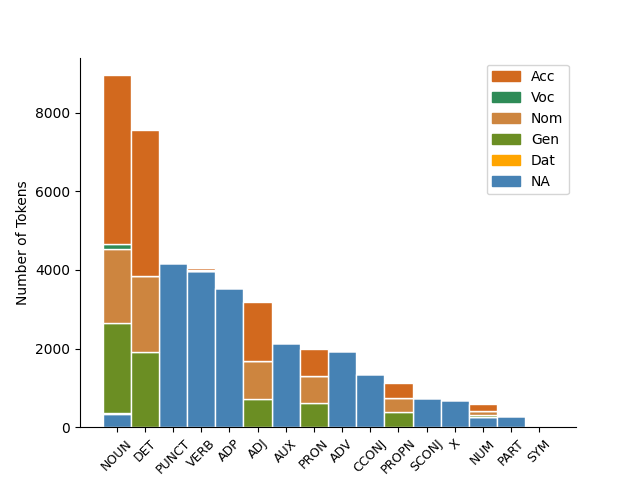 Acc
Voc
Nom
Gen
Dat
NA
Number of Tokens
8000
6000
4000
2000
0
NOUN
DET
PUNCT
VERB
ADP
ADJ
AUX
PRON
ADV
CCONJ
PROPN
SCONJ
X
NUM
PART
SYM